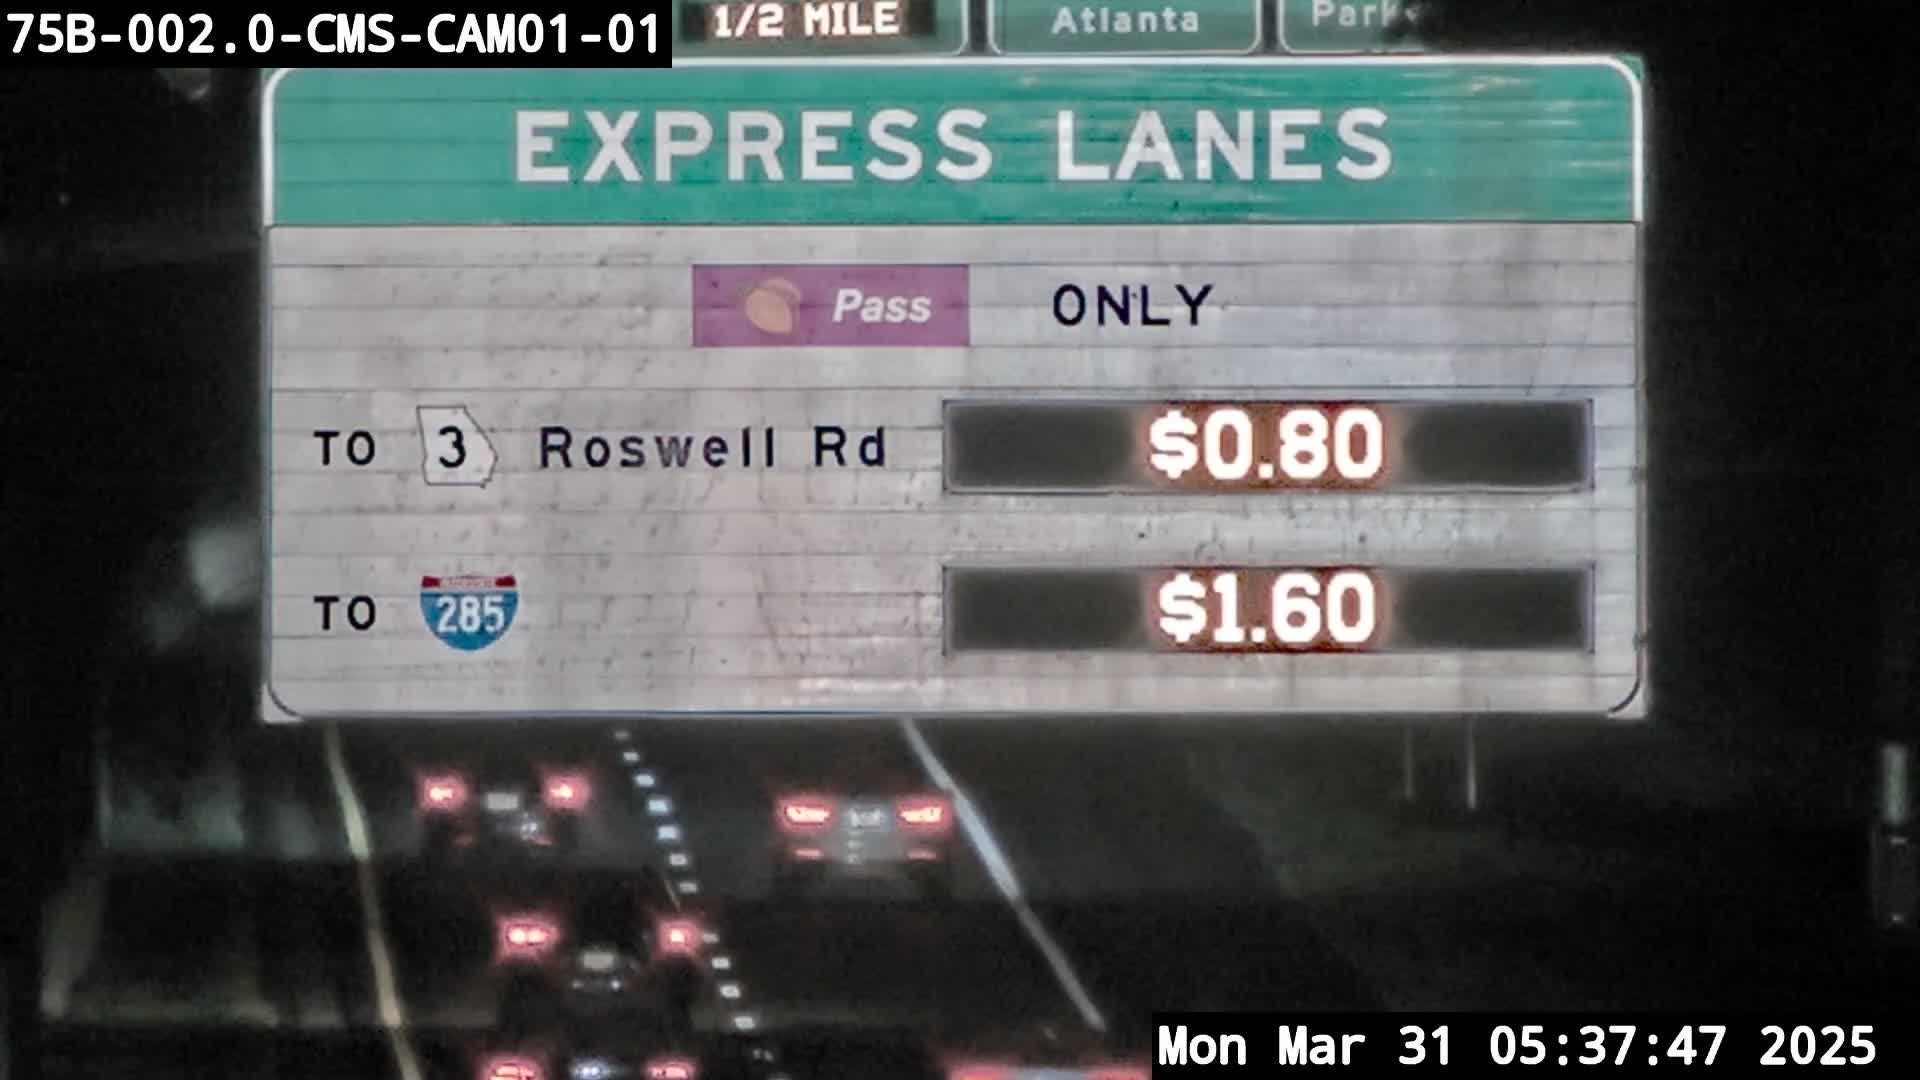 75B-002.0-CMS-CAM01-01
1/2 MILE
Atlanta
EXPRESS LANES
Pass ONLY
TO 3 Roswell Rd $0.80
TO 285 $1.60
Mon Mar 31 05:37:47 2025